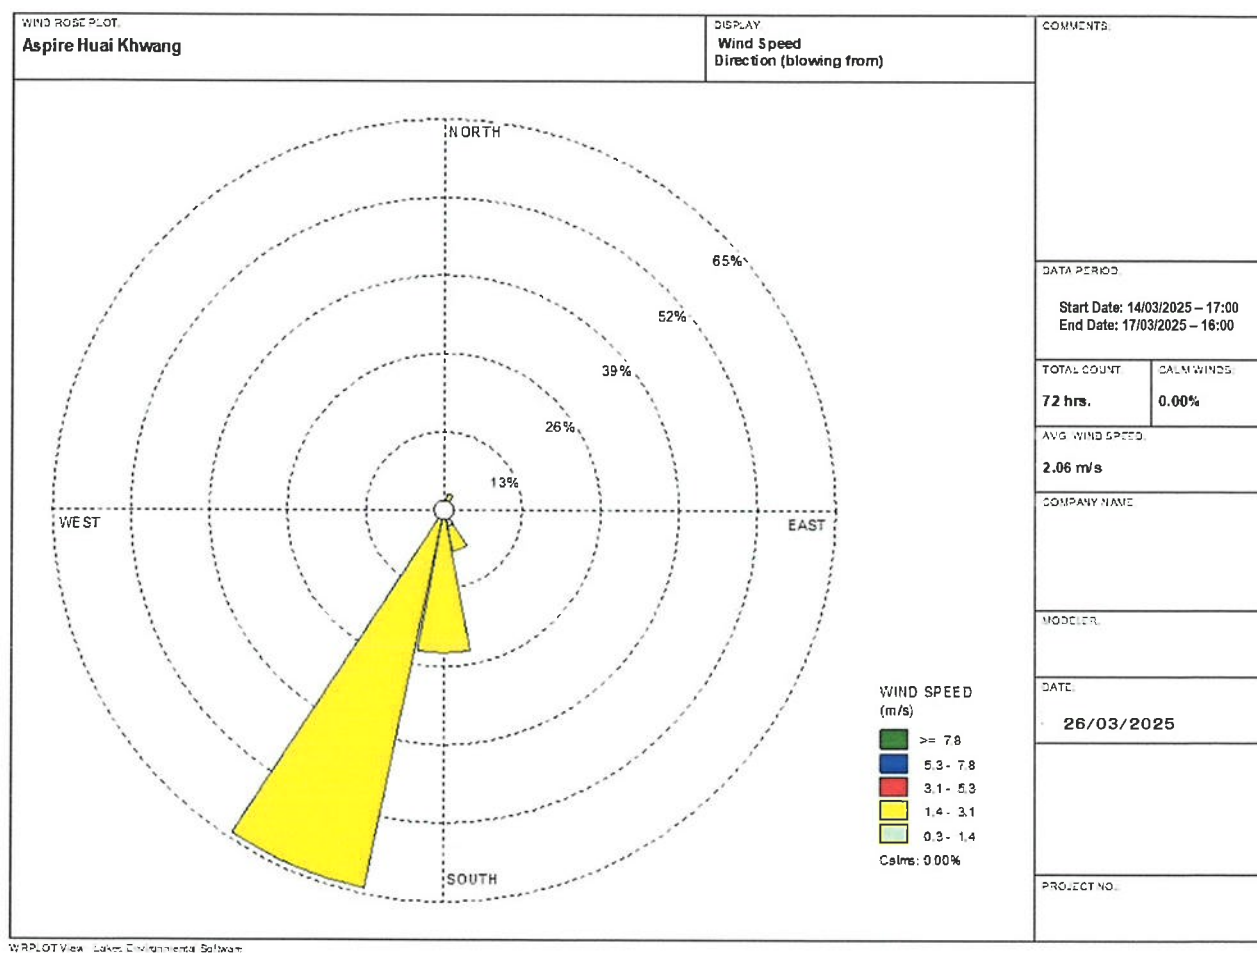 WIND ROSE PLOT:
Aspire Huai Khwang
DISPLAY:
Wind Speed
Direction (blowing from)
COMMENTS:
NORTH
65%
52%
39%
26%
13%
WEST
EAST
SOUTH
WIND SPEED
(m/s)
>= 7.8
5.3 - 7.8
3.1 - 5.3
1.4 - 3.1
0.3 - 1.4
Calms: 0.00%
DATA PERIOD:
Start Date: 14/03/2025 – 17:00
End Date: 17/03/2025 – 16:00
TOTAL COUNT:
72 hrs.
CALM WINDS:
0.00%
AVG. WIND SPEED:
2.06 m/s
COMPANY NAME:
MODELER:
DATE:
26/03/2025
PROJECT NO.:
WRPLOT View - Lakes Environmental Software